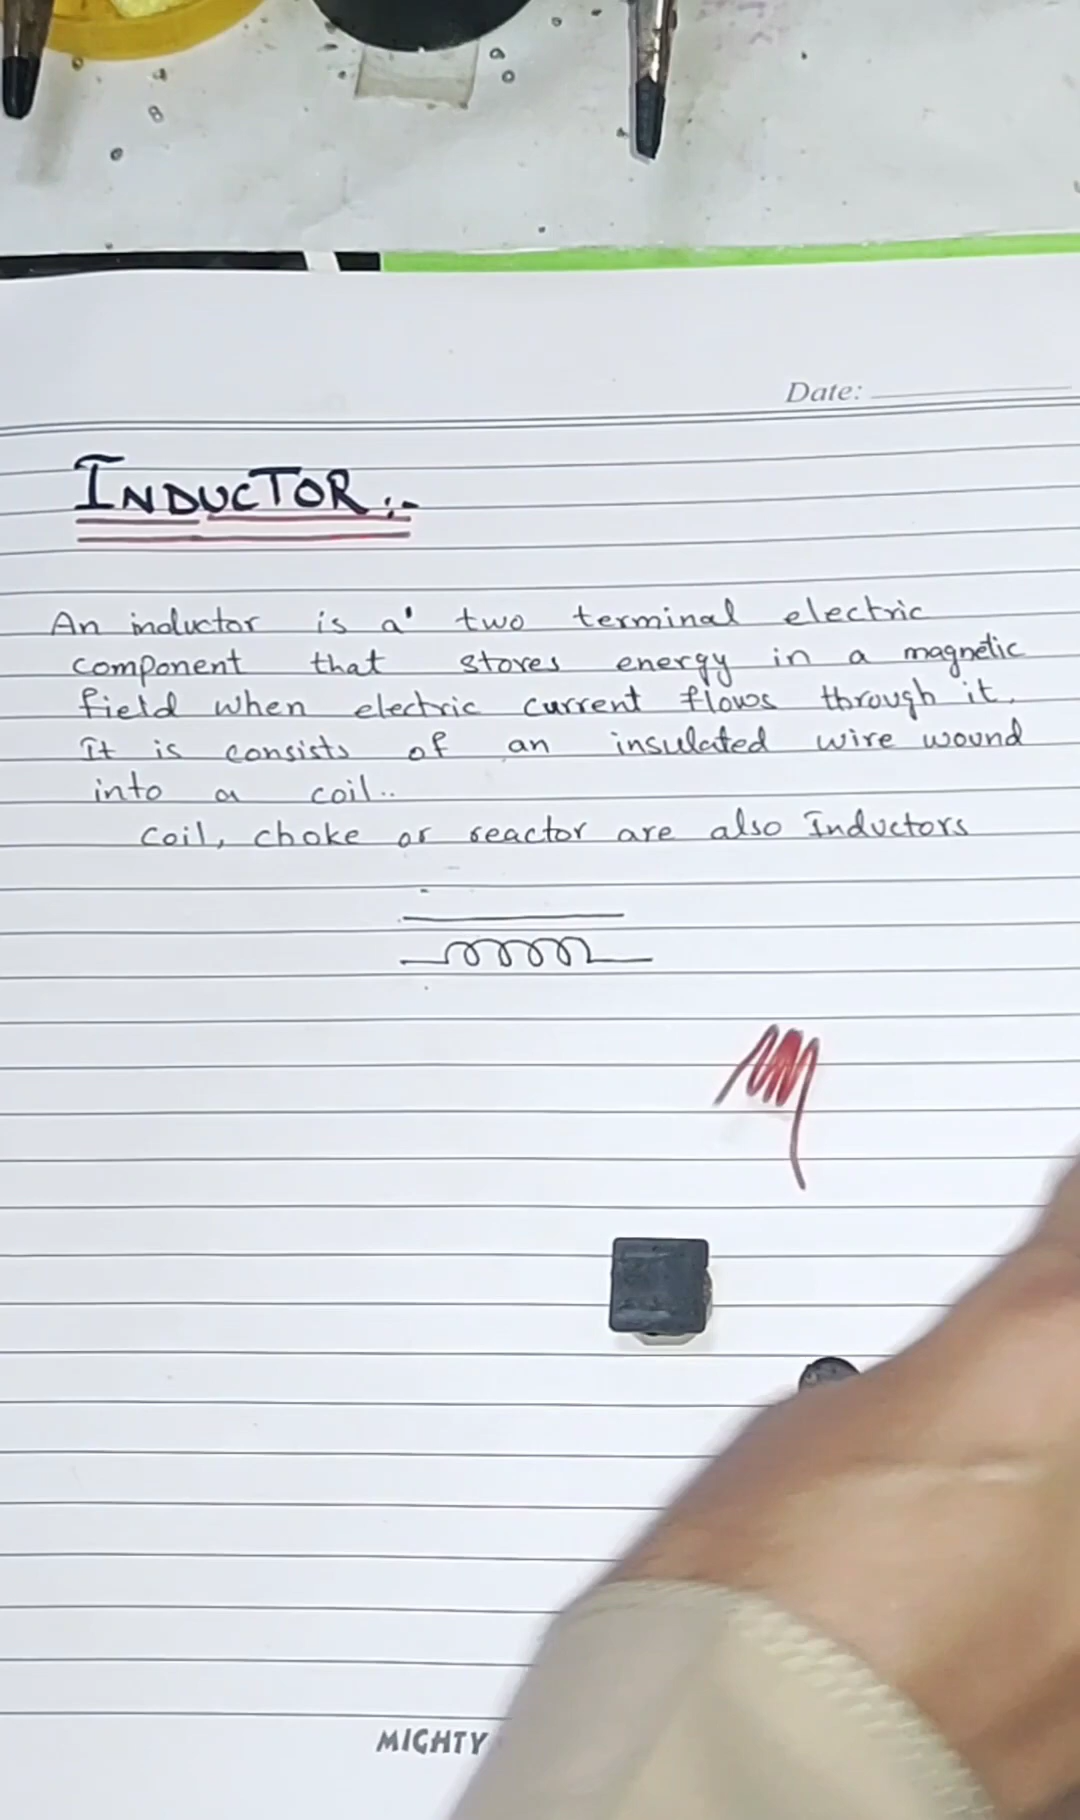 Date:
INDUCTOR:-
An inductor is a' two terminal electric
component that stores energy in a magnetic
field when electric current flows through it.
It is consists of an insulated wire wound
into a coil..
coil, choke or reactor are also Inductors
MIGHTY